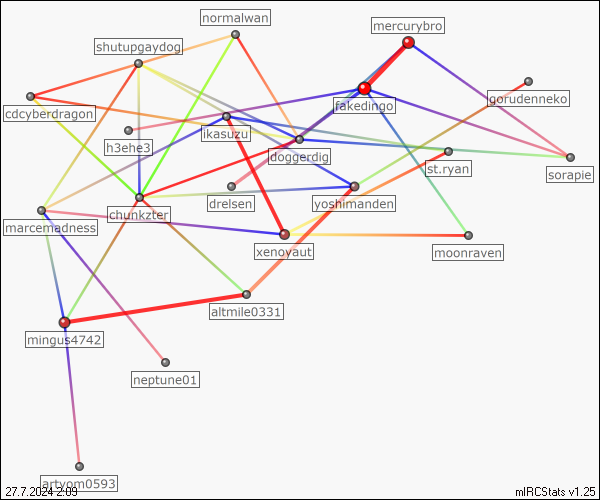 normalwan
mercurybro
shutupgaydog
fakedingo
gorudenneko
cdcyberdragon
ikasuzu
h3ehe3
doggerdig
st.ryan
sorapie
drelsen
yoshimanden
chunkzter
marcemadness
xenoyaut
moonraven
altmile0331
mingus4742
neptune01
artyom0593
27.7.2024 2:09
mIRCStats v1.25